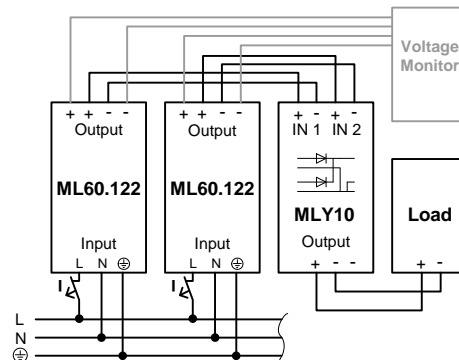 Voltage
Monitor
+ + - -
Output
ML60.122
Input
L N
I
+ + - -
Output
ML60.122
Input
L N
I
+ - + -
IN 1 IN 2
MLY10
Output
+ - -
Load
+ -
L
N